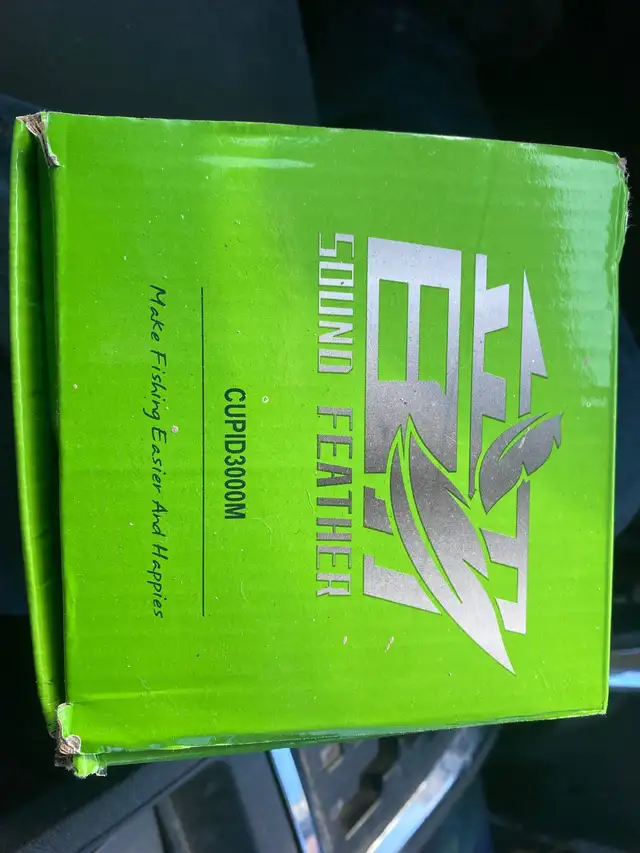 SOUND FEATHER
CUPID3000M
Make Fishing Easier And Happies